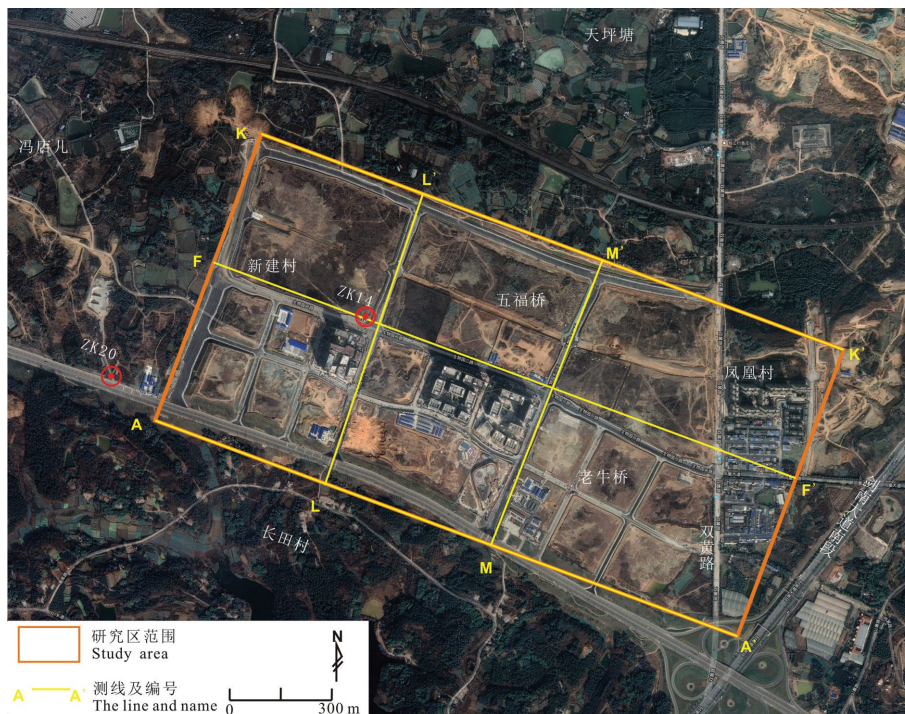 天坪塘
冯店儿
K
L'
M'
F
新建村
ZK14
五福桥
ZK20
K'
凤凰村
A
老牛桥
F'
L
长田村
M
双黄路
A'
研究区范围
Study area
N
A A' 测线及编号
The line and name
0 300 m